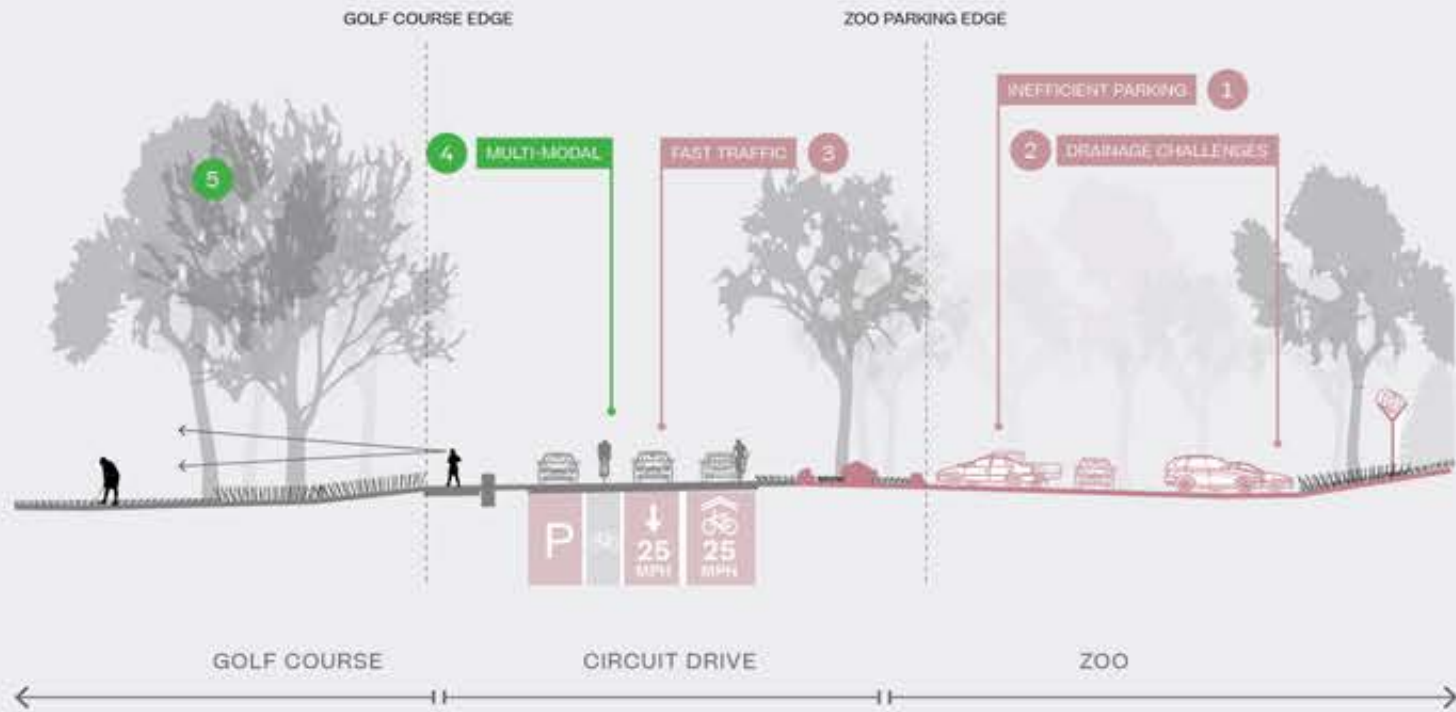 GOLF COURSE EDGE
ZOO PARKING EDGE
INEFFICIENT PARKING 1
4 MULTI-MODAL
FAST TRAFFIC 3
2 DRAINAGE CHALLENGES
5
P
25
MPH
25
MPH
GOLF COURSE
CIRCUIT DRIVE
ZOO